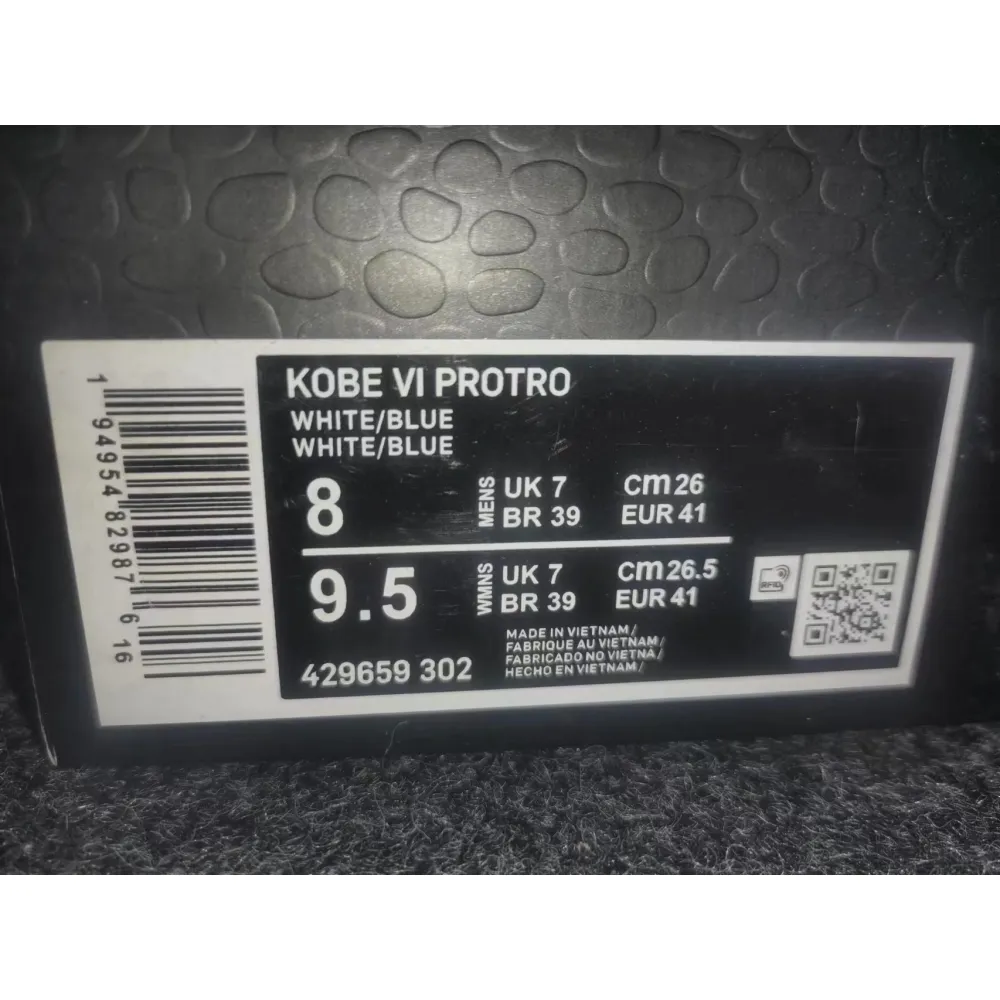 1 94954 82987 6 16
KOBE VI PROTRO
WHITE/BLUE
WHITE/BLUE
8 MENS UK 7 cm 26
BR 39 EUR 41
9.5 WMNS UK 7 cm 26.5
BR 39 EUR 41
RFID
429659 302
MADE IN VIETNAM/
FABRIQUE AU VIETNAM/
FABRICADO NO VIETNA/
HECHO EN VIETNAM/